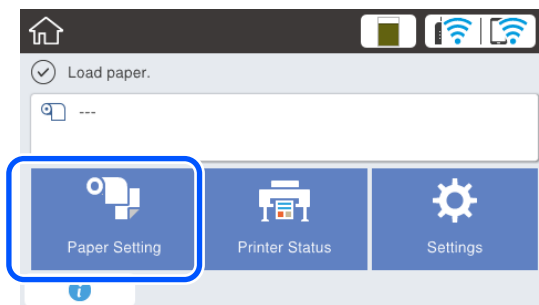 Load paper.
---
Paper Setting
Printer Status
Settings
i